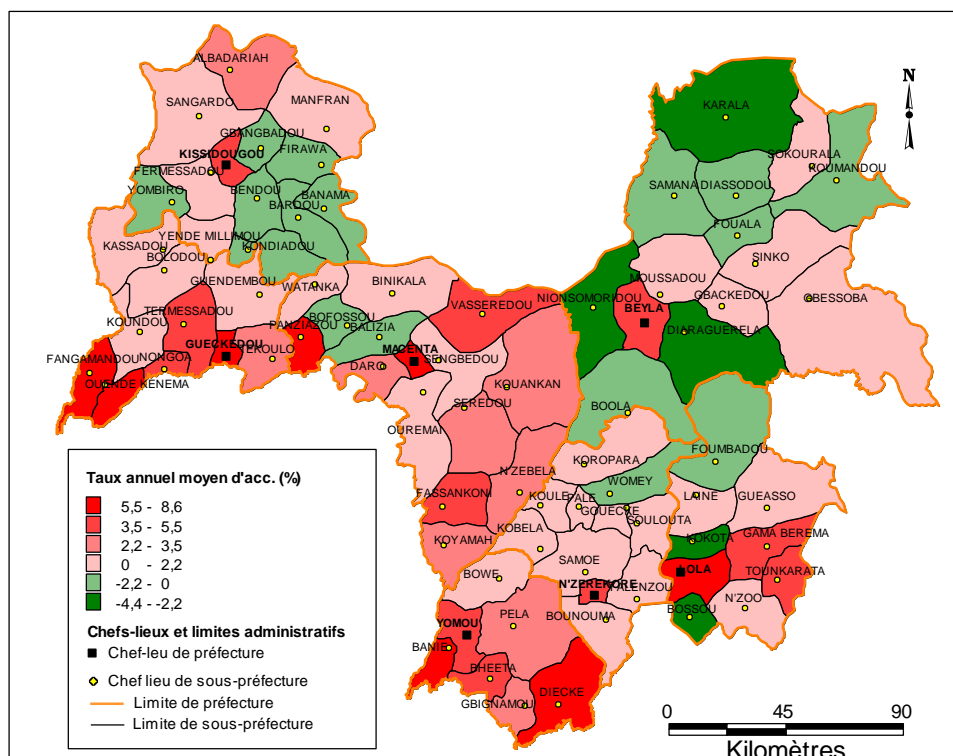 ALBADARIAH
N
SANGARDO
MANFRAN
KARALA
GBANGBADOU
KISSIDOUGOU
FIRAWA
SOKOURALA
FERMESSADOU
KOUMANDOU
YOMBIRO
BENDOU
BANAMA
SAMANA
DIASSODOU
BARDOU
FOUALA
YENDE MILLIMOU
KONDIADOU
KASSADOU
BOLODOU
SINKO
GUENDEMBOU
WATANKA
BINIKALA
MOUSSADOU
VASSEREDOU
NIONSOMORIDOU
GBACKEDOU
GBESSOBA
TERMESSADOU
BOFOSSOU
BEYLA
KOUNDOU
PANZIAZOU
BALIZIA
DIARAGUERELA
GUECKEDOU
MACENTA
FANGAMANDOU
NONGOA
TEKOULO
SENGBEDOU
DARO
OUENDE KENEMA
KOUANKAN
SEREDOU
BOOLA
OUREMAI
FOUMBADOU
KOROPARA
N'ZEBELA
WOMEY
FASSANKONI
KOULE
PALE
LAINE
GUEASSO
GOUECKE
SOULOUTA
KOBELA
KOKOTA
GAMA BEREMA
KOYAMAH
SAMOE
BOWE
LOLA
TOUNKARATA
N'ZEREKORE
YALENZOU
N'ZOO
BOSSOU
PELA
BOUNOUMA
YOMOU
BANIE
BHEETA
DIECKE
GBIGNAMOU
Taux annuel moyen d'acc. (%)
5,5 - 8,6
3,5 - 5,5
2,2 - 3,5
0 - 2,2
-2,2 - 0
-4,4 - -2,2
Chefs-lieux et limites administratifs
Chef-leu de préfecture
Chef lieu de sous-préfecture
Limite de préfecture
Limite de sous-préfecture
0 45 90
Kilomètres